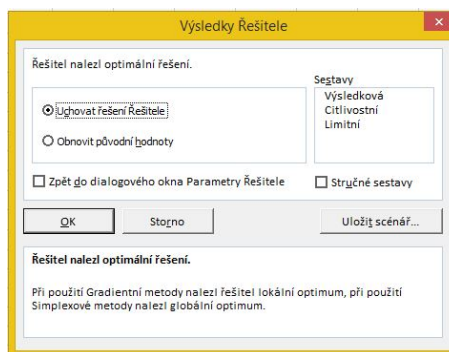 Výsledky Řešitele
Řešitel nalezl optimální řešení.
Uchovat řešení Řešitele
Obnovit původní hodnoty
Sestavy
Výsledková
Citlivostní
Limitní
Zpět do dialogového okna Parametry Řešitele
Stručné sestavy
OK
Storno
Uložit scénář...
Řešitel nalezl optimální řešení.
Při použití Gradientní metody nalezl řešitel lokální optimum, při použití
Simplexové metody nalezl globální optimum.